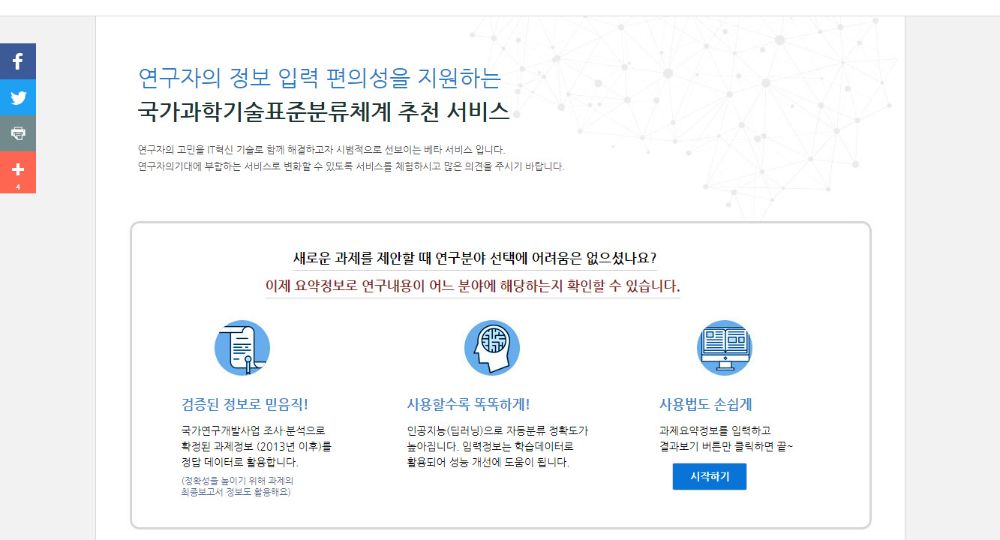 연구자의 정보 입력 편의성을 지원하는
국가과학기술표준분류체계 추천 서비스
연구자의 고민을 IT혁신 기술로 함께 해결하고자 시범적으로 선보이는 베타 서비스 입니다.
연구자의기대에 부합하는 서비스로 변화할 수 있도록 서비스를 체험하시고 많은 의견을 주시기 바랍니다.
4
새로운 과제를 제안할 때 연구분야 선택에 어려움은 없으셨나요?
이제 요약정보로 연구내용이 어느 분야에 해당하는지 확인할 수 있습니다.
검증된 정보로 믿음직!
국가연구개발사업 조사·분석으로
확정된 과제정보 (2013년 이후)를
정답 데이터로 활용합니다.
(정확성을 높이기 위해 과제의
최종보고서 정보도 활용해요)
사용할수록 똑똑하게!
인공지능(딥러닝)으로 자동분류 정확도가
높아집니다. 입력정보는 학습데이터로
활용되어 성능 개선에 도움이 됩니다.
사용법도 손쉽게
과제요약정보를 입력하고
결과보기 버튼만 클릭하면 끝~
시작하기